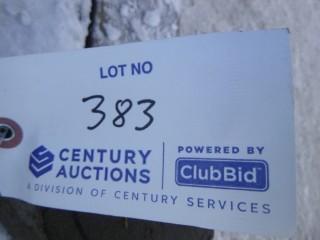 LOT NO
383
CENTURY AUCTIONS
A DIVISION OF CENTURY SERVICES
POWERED BY
ClubBid